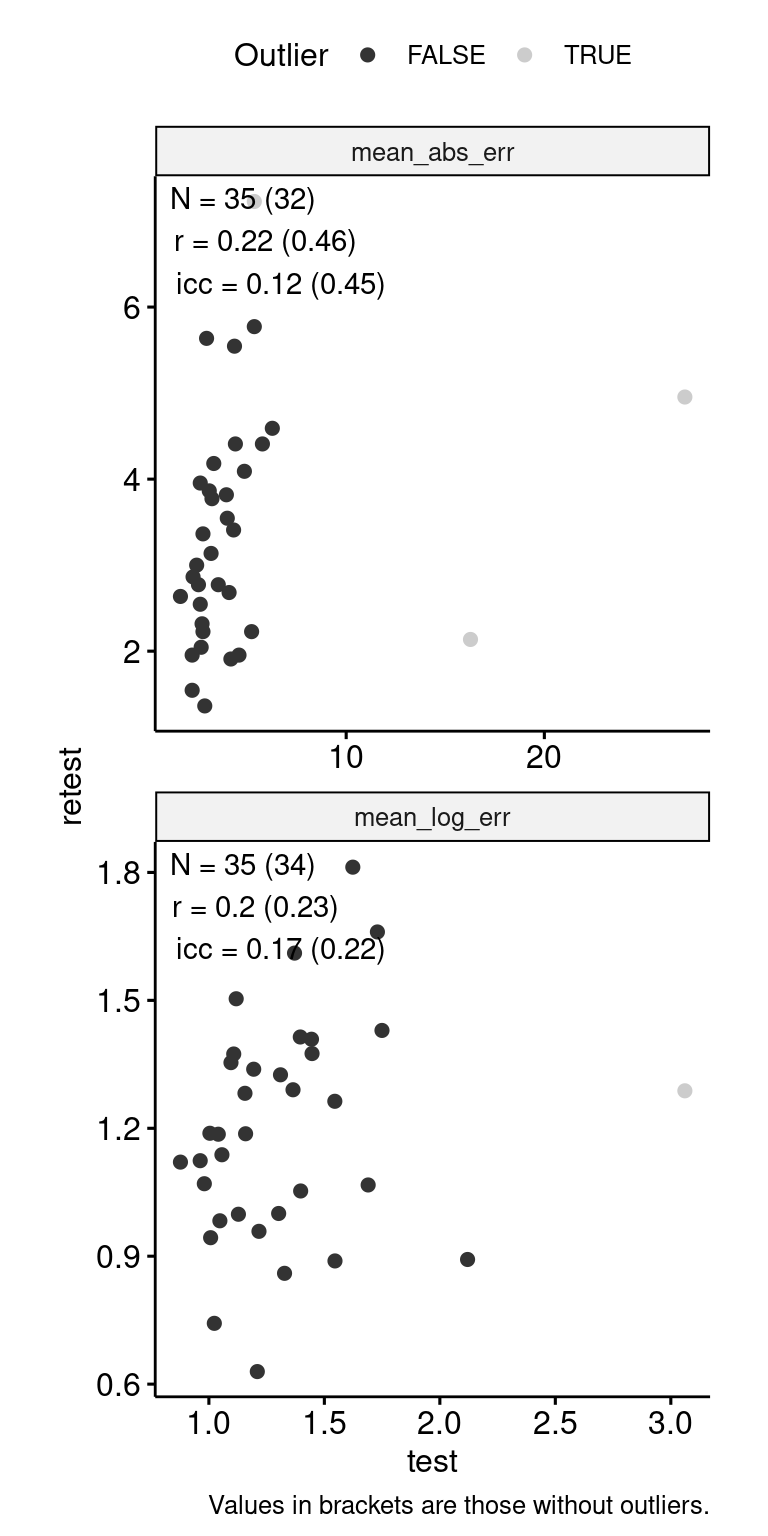 Outlier FALSE TRUE
mean_abs_err
N = 35 (32)
r = 0.22 (0.46)
icc = 0.12 (0.45)
6
4
2
10 20
retest
mean_log_err
N = 35 (34)
r = 0.2 (0.23)
icc = 0.17 (0.22)
1.8
1.5
1.2
0.9
0.6
1.0 1.5 2.0 2.5 3.0
test
Values in brackets are those without outliers.